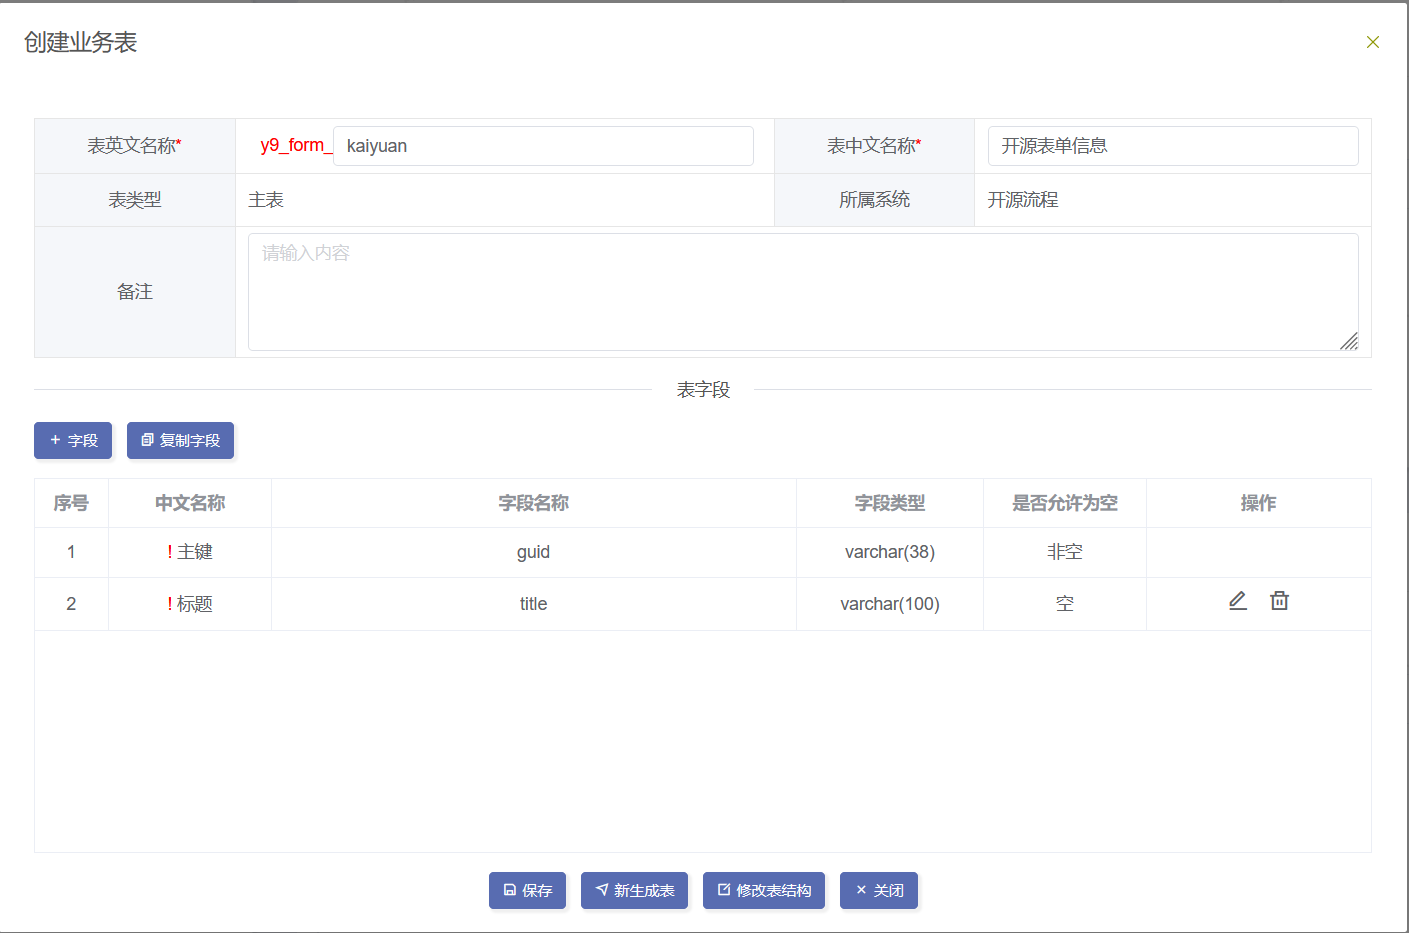 创建业务表
表英文名称* y9_form_ kaiyuan 表中文名称* 开源表单信息
表类型 主表 所属系统 开源流程
备注 请输入内容
表字段
字段 复制字段
序号 中文名称 字段名称 字段类型 是否允许为空 操作
1 ! 主键 guid varchar(38) 非空
2 ! 标题 title varchar(100) 空
保存 新生成表 修改表结构 关闭